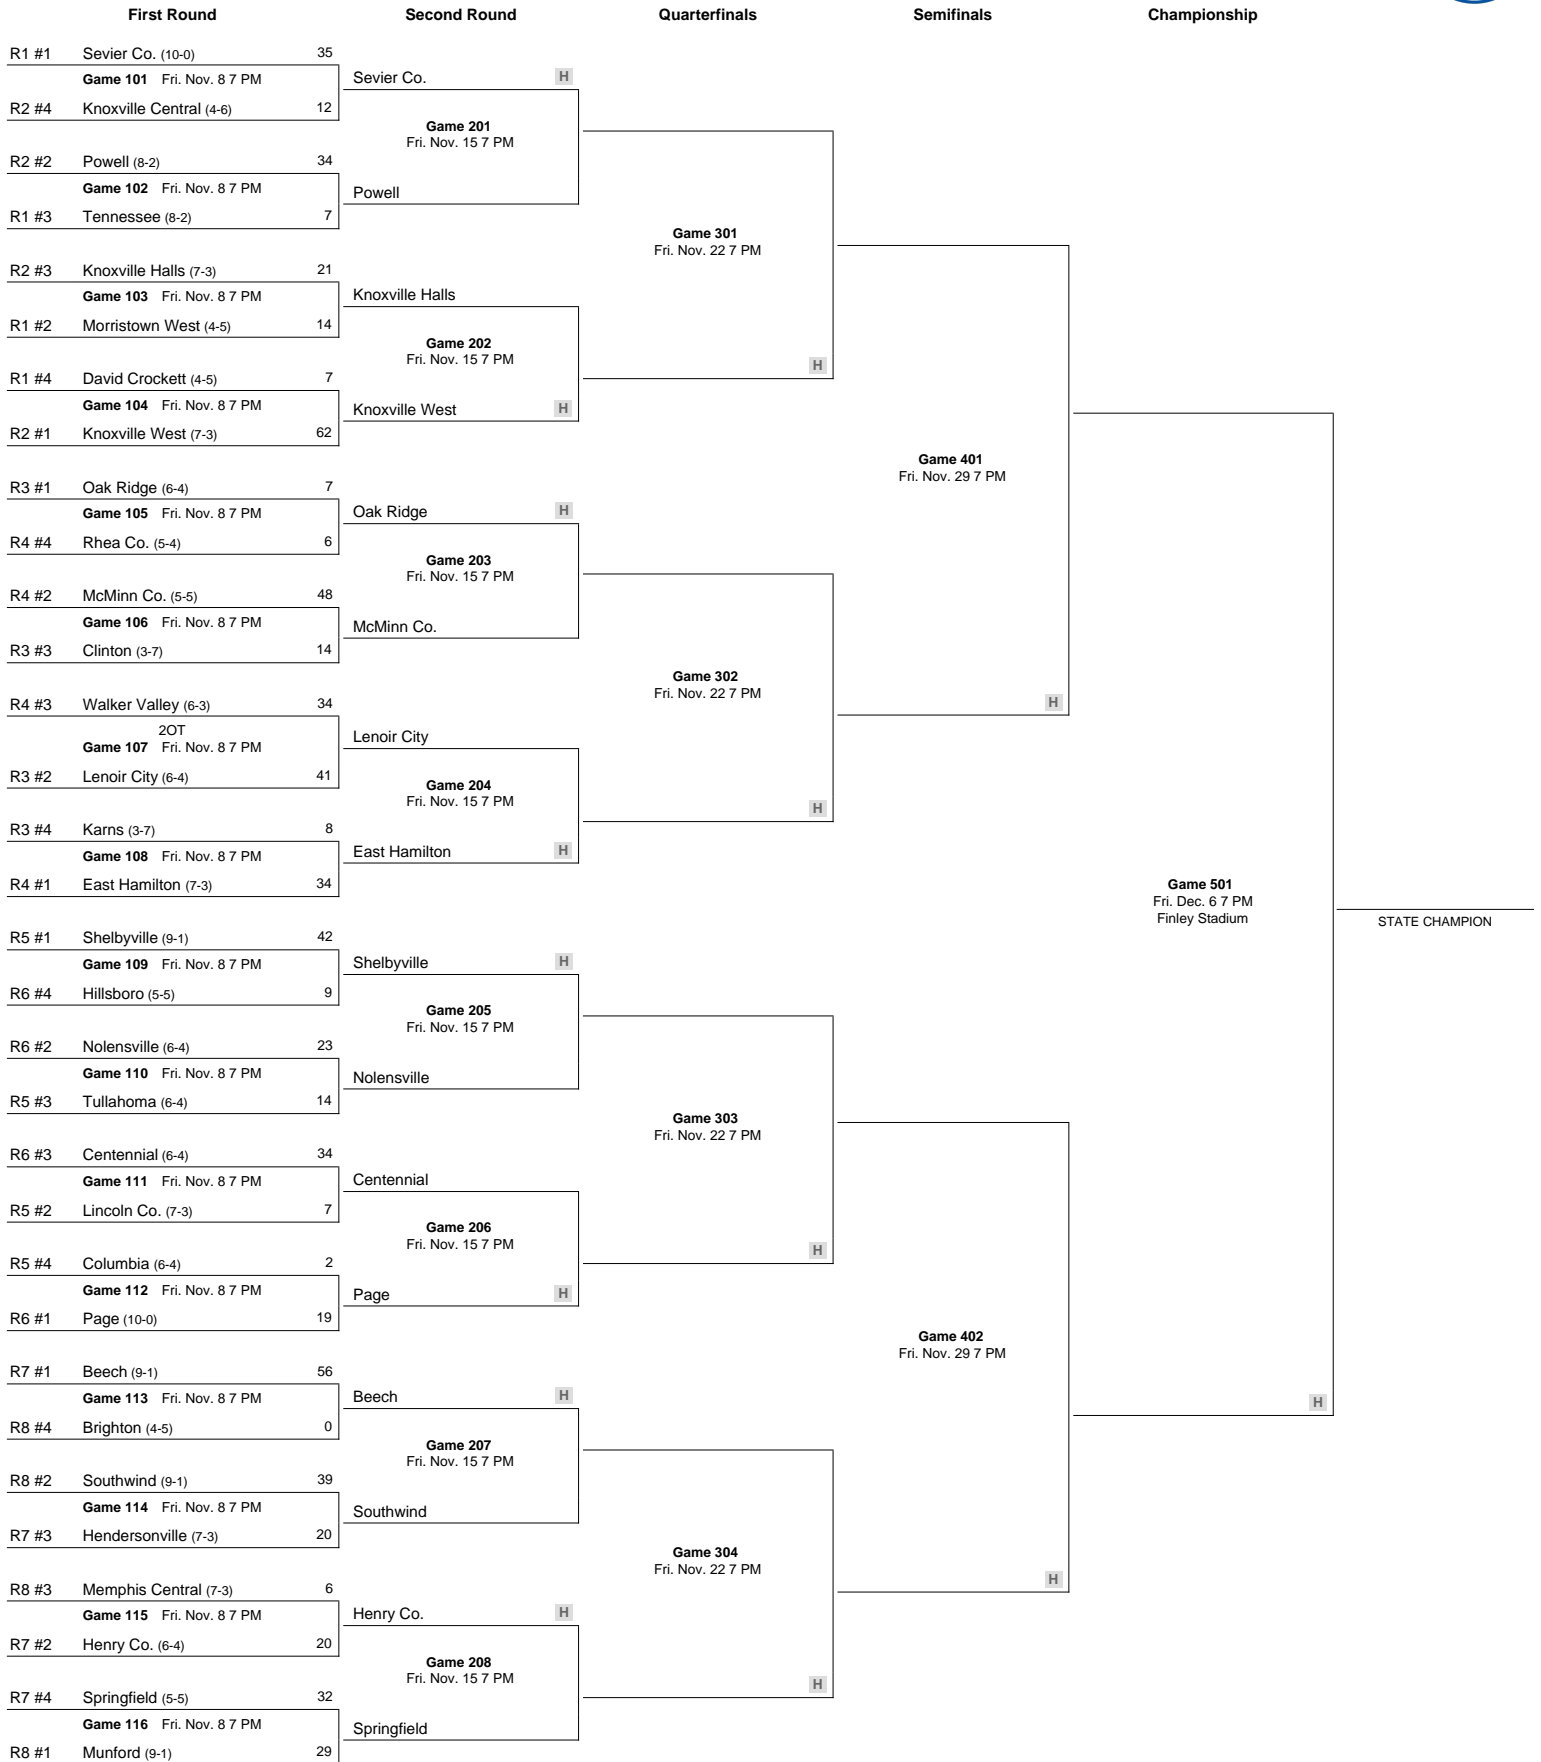 First Round Second Round Quarterfinals Semifinals Championship
R1 #1 Sevier Co. (10-0) 35
Game 101 Fri. Nov. 8 7 PM
R2 #4 Knoxville Central (4-6) 12
Sevier Co. H
Game 201
Fri. Nov. 15 7 PM
Powell
R2 #2 Powell (8-2) 34
Game 102 Fri. Nov. 8 7 PM
R1 #3 Tennessee (8-2) 7
Game 301
Fri. Nov. 22 7 PM
H
R2 #3 Knoxville Halls (7-3) 21
Game 103 Fri. Nov. 8 7 PM
R1 #2 Morristown West (4-5) 14
Knoxville Halls
Game 202
Fri. Nov. 15 7 PM
Knoxville West H
R1 #4 David Crockett (4-5) 7
Game 104 Fri. Nov. 8 7 PM
R2 #1 Knoxville West (7-3) 62
Game 401
Fri. Nov. 29 7 PM
H
R3 #1 Oak Ridge (6-4) 7
Game 105 Fri. Nov. 8 7 PM
R4 #4 Rhea Co. (5-4) 6
Oak Ridge H
Game 203
Fri. Nov. 15 7 PM
McMinn Co.
R4 #2 McMinn Co. (5-5) 48
Game 106 Fri. Nov. 8 7 PM
R3 #3 Clinton (3-7) 14
Game 302
Fri. Nov. 22 7 PM
H
R4 #3 Walker Valley (6-3) 34
2OT
Game 107 Fri. Nov. 8 7 PM
R3 #2 Lenoir City (6-4) 41
Lenoir City
Game 204
Fri. Nov. 15 7 PM
East Hamilton H
R3 #4 Karns (3-7) 8
Game 108 Fri. Nov. 8 7 PM
R4 #1 East Hamilton (7-3) 34
Game 501
Fri. Dec. 6 7 PM
Finley Stadium
H
STATE CHAMPION
R5 #1 Shelbyville (9-1) 42
Game 109 Fri. Nov. 8 7 PM
R6 #4 Hillsboro (5-5) 9
Shelbyville H
Game 205
Fri. Nov. 15 7 PM
Nolensville
R6 #2 Nolensville (6-4) 23
Game 110 Fri. Nov. 8 7 PM
R5 #3 Tullahoma (6-4) 14
Game 303
Fri. Nov. 22 7 PM
H
R6 #3 Centennial (6-4) 34
Game 111 Fri. Nov. 8 7 PM
R5 #2 Lincoln Co. (7-3) 7
Centennial
Game 206
Fri. Nov. 15 7 PM
Page H
R5 #4 Columbia (6-4) 2
Game 112 Fri. Nov. 8 7 PM
R6 #1 Page (10-0) 19
Game 402
Fri. Nov. 29 7 PM
H
R7 #1 Beech (9-1) 56
Game 113 Fri. Nov. 8 7 PM
R8 #4 Brighton (4-5) 0
Beech H
Game 207
Fri. Nov. 15 7 PM
Southwind
R8 #2 Southwind (9-1) 39
Game 114 Fri. Nov. 8 7 PM
R7 #3 Hendersonville (7-3) 20
Game 304
Fri. Nov. 22 7 PM
H
R8 #3 Memphis Central (7-3) 6
Game 115 Fri. Nov. 8 7 PM
R7 #2 Henry Co. (6-4) 20
Henry Co. H
Game 208
Fri. Nov. 15 7 PM
Springfield
R7 #4 Springfield (5-5) 32
Game 116 Fri. Nov. 8 7 PM
R8 #1 Munford (9-1) 29